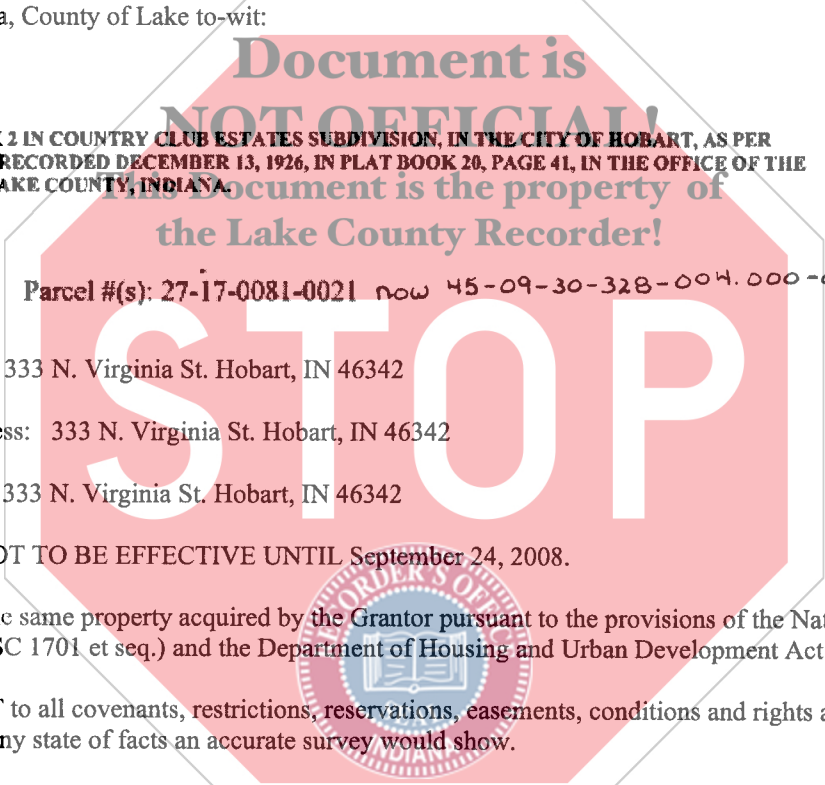 a, County of Lake to-wit:
Document is
NOT OFFICIAL!
2 IN COUNTRY CLUB ESTATES SUBDIVISION, IN THE CITY OF HOBART, AS PER
RECORDED DECEMBER 13, 1926, IN PLAT BOOK 20, PAGE 41, IN THE OFFICE OF THE
AKE COUNTY, INDIANA.
This Document is the property of
the Lake County Recorder!
Parcel #(s): 27-17-0081-0021 now 45-09-30-328-004.000-
STOP
333 N. Virginia St. Hobart, IN 46342
ess: 333 N. Virginia St. Hobart, IN 46342
333 N. Virginia St. Hobart, IN 46342
OT TO BE EFFECTIVE UNTIL September 24, 2008.
e same property acquired by the Grantor pursuant to the provisions of the Nat
SC 1701 et seq.) and the Department of Housing and Urban Development Act
RECORDER'S OFFIC
to all covenants, restrictions, reservations, easements, conditions and rights a
ny state of facts an accurate survey would show.
SEAL
INDIANA